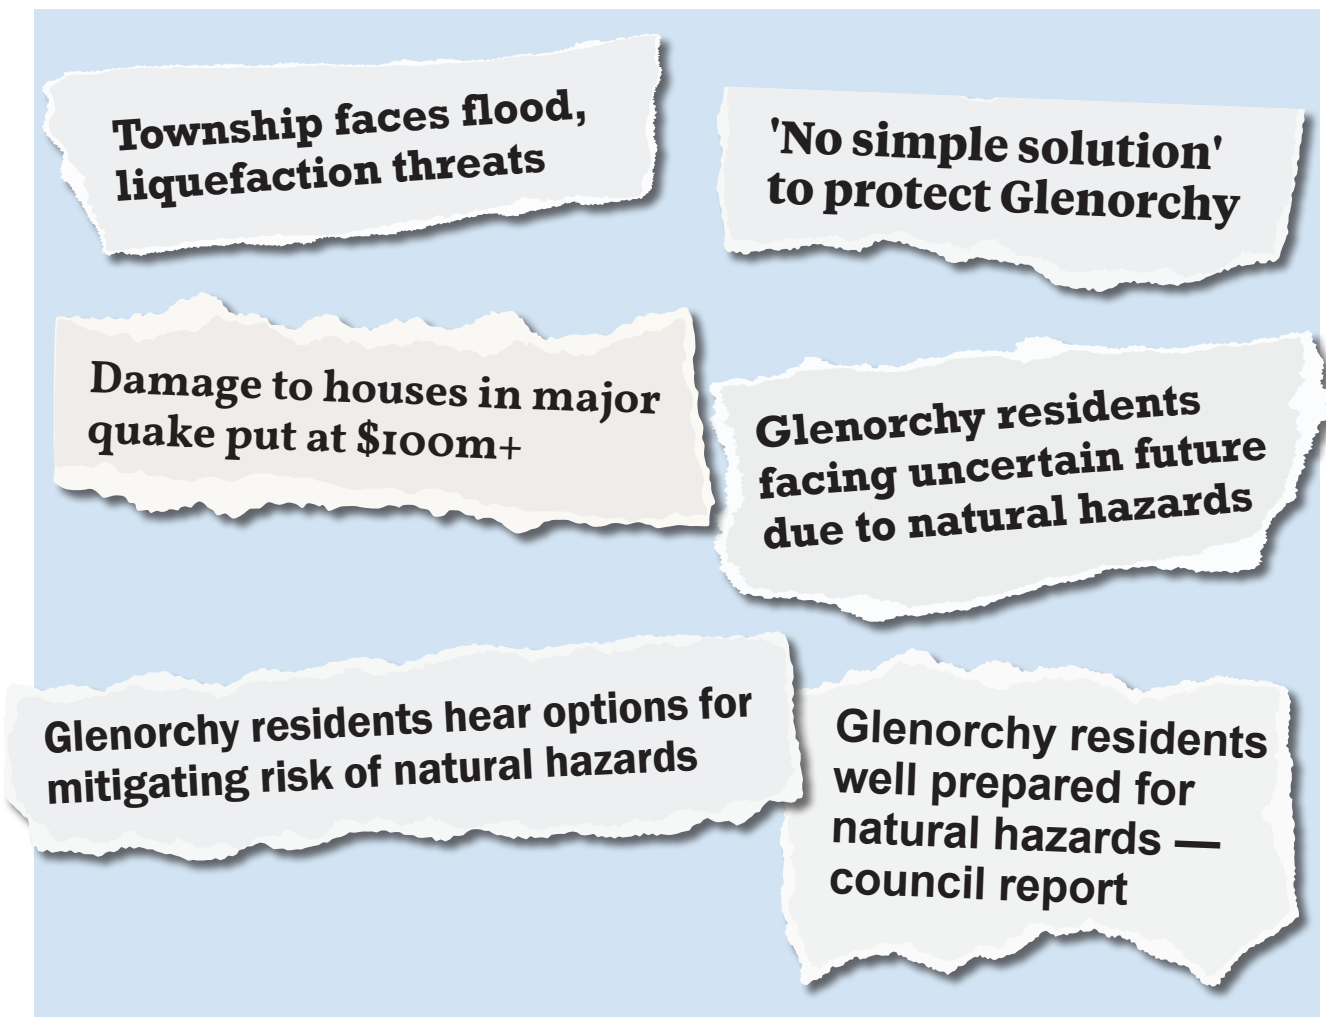 Township faces flood,
liquefaction threats
'No simple solution'
to protect Glenorchy
Damage to houses in major
quake put at $100m+
Glenorchy residents
facing uncertain future
due to natural hazards
Glenorchy residents hear options for
mitigating risk of natural hazards
Glenorchy residents
well prepared for
natural hazards —
council report